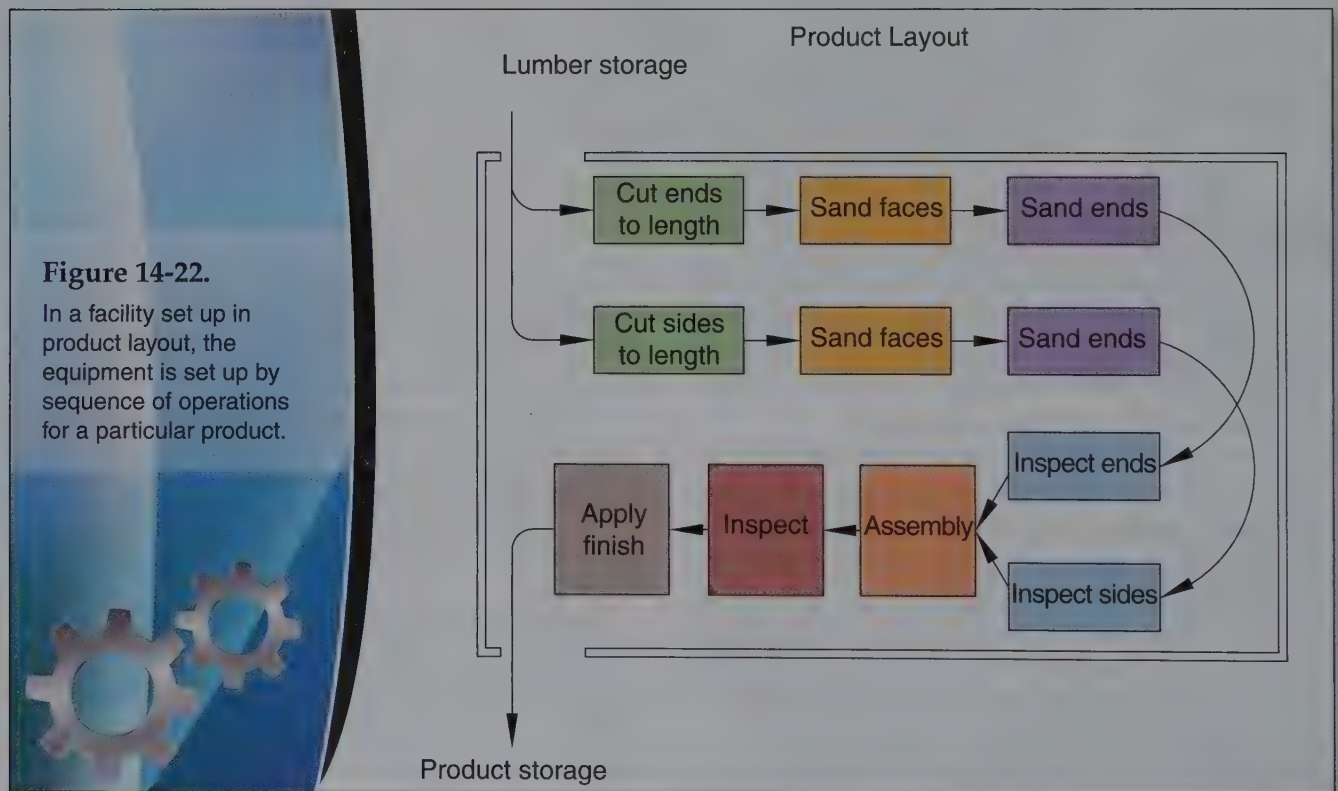 Product Layout
Lumber storage
Cut ends
to length
Sand faces
Sand ends
Cut sides
to length
Sand faces
Sand ends
Figure 14-22.
In a facility set up in
product layout, the
equipment is set up by
sequence of operations
for a particular product.
Inspect ends
Inspect sides
Assembly
Inspect
Apply
finish
Product storage